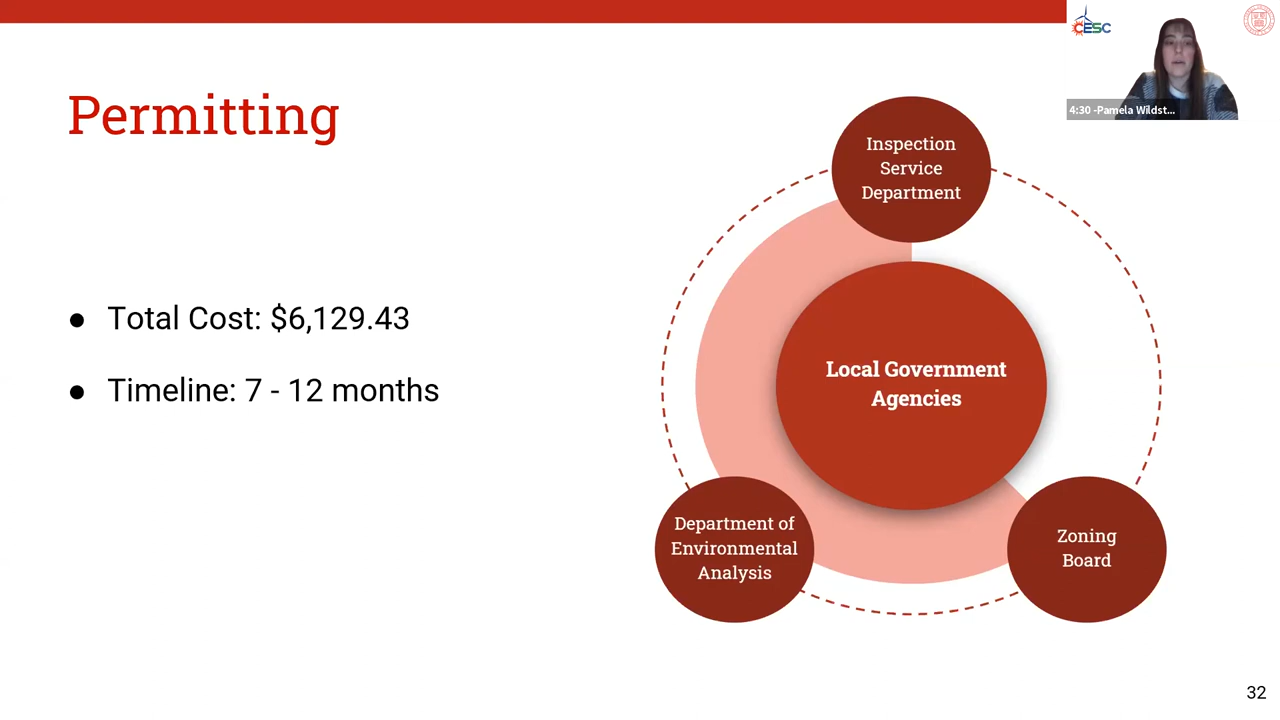 CESC
4:30 -Pamela Wildst...
Permitting
● Total Cost: $6,129.43
● Timeline: 7 - 12 months
Inspection
Service
Department
Local Government
Agencies
Department of
Environmental
Analysis
Zoning
Board
32